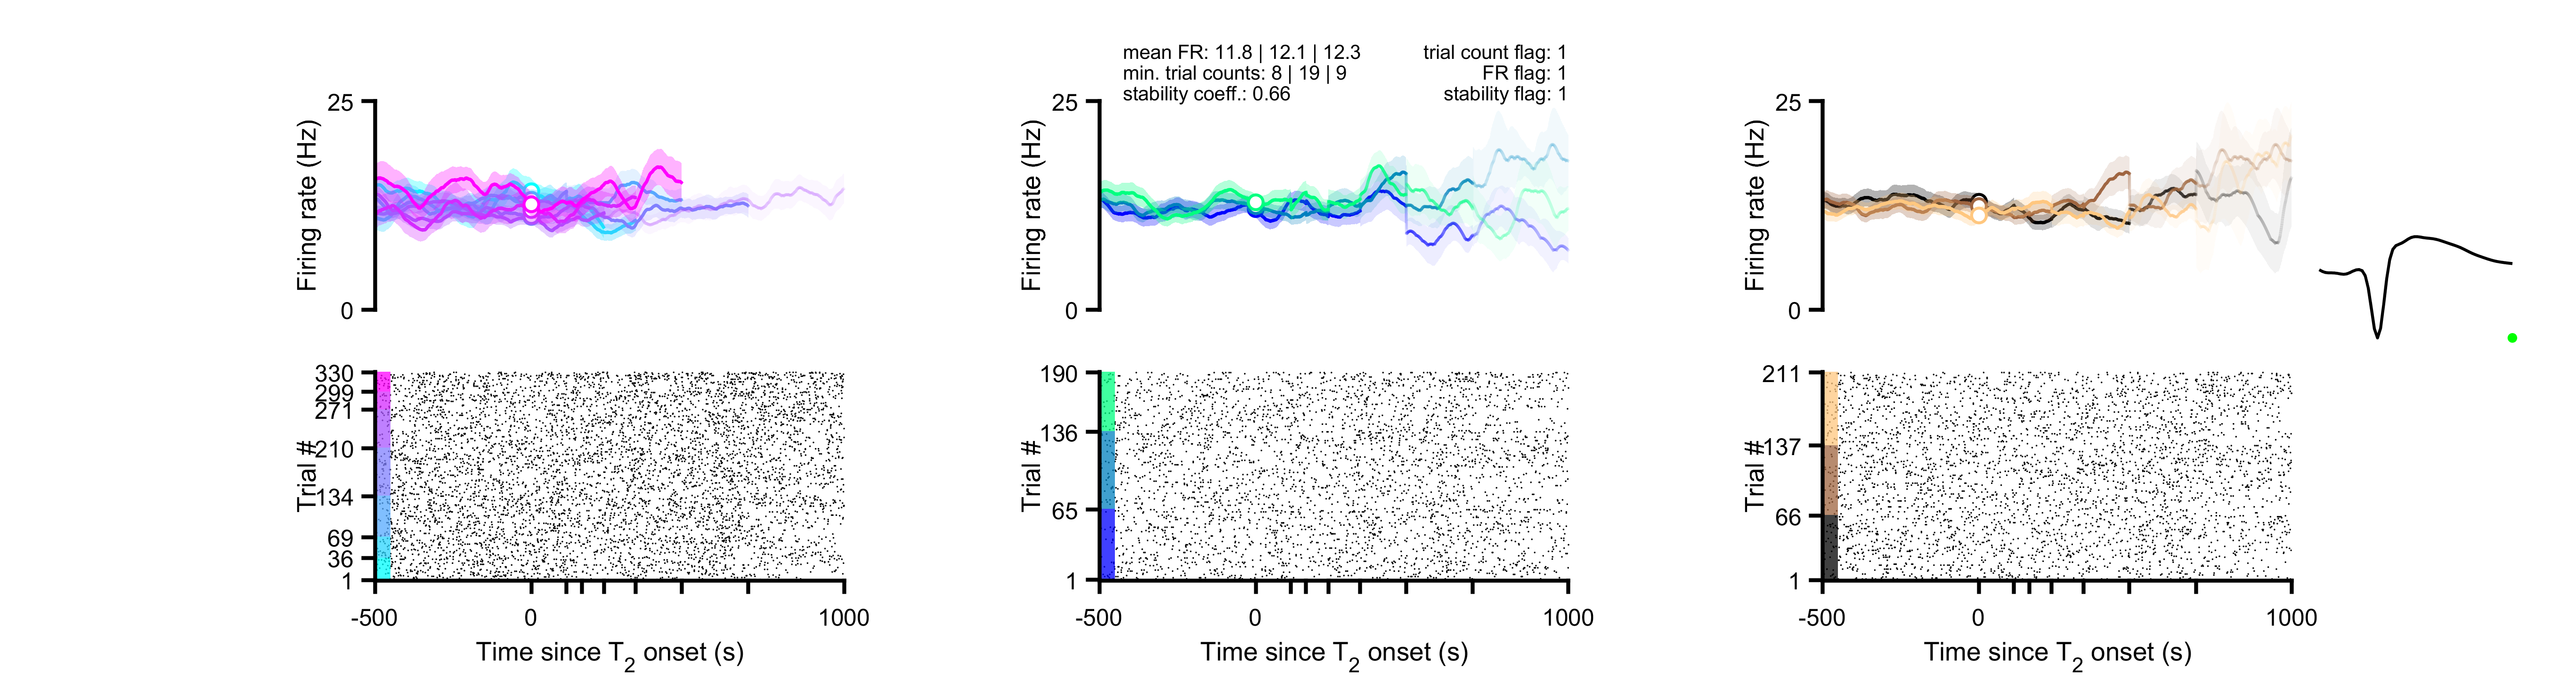 mean FR: 11.8 | 12.1 | 12.3
min. trial counts: 8 | 19 | 9
stability coeff.: 0.66
trial count flag: 1
FR flag: 1
stability flag: 1
25
Firing rate (Hz)
0
25
Firing rate (Hz)
0
25
Firing rate (Hz)
0
330
299
271
210
134
69
36
1
Trial #
-500
0
1000
Time since T2 onset (s)
190
136
65
1
Trial #
-500
0
1000
Time since T2 onset (s)
211
137
66
1
Trial #
-500
0
1000
Time since T2 onset (s)